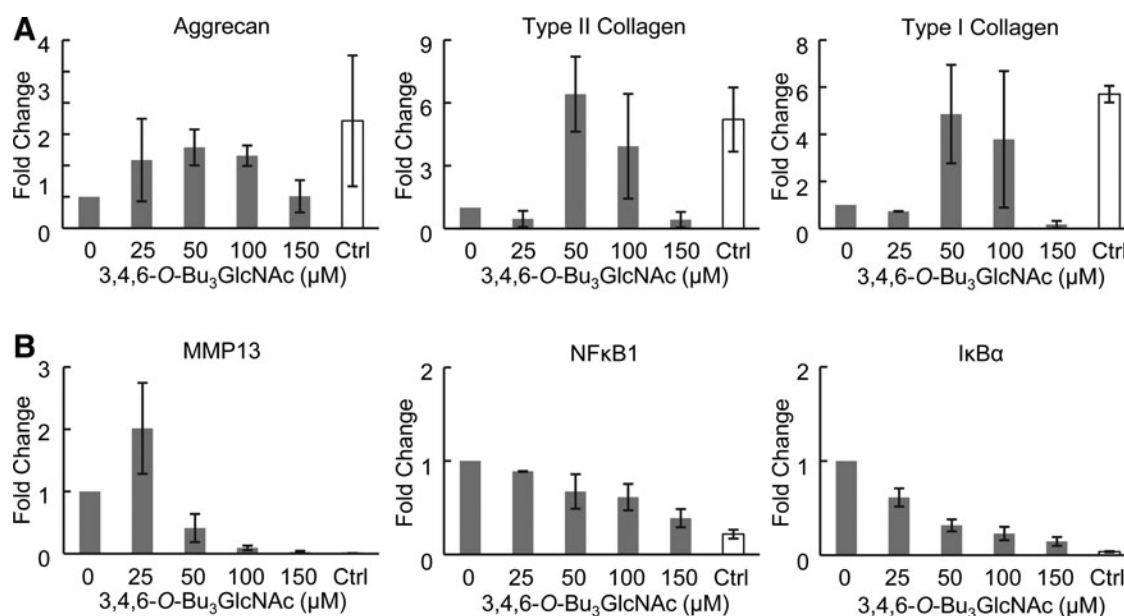 A
Aggrecan
Fold Change
4
2
1
0
0 25 50 100 150 Ctrl
3,4,6-O-Bu₃GlcNAc (μM)
Type II Collagen
Fold Change
9
6
3
0
0 25 50 100 150 Ctrl
3,4,6-O-Bu₃GlcNAc (μM)
Type I Collagen
Fold Change
8
6
4
2
0
0 25 50 100 150 Ctrl
3,4,6-O-Bu₃GlcNAc (μM)
B
MMP13
Fold Change
3
2
1
0
0 25 50 100 150 Ctrl
3,4,6-O-Bu₃GlcNAc (μM)
NFκB1
Fold Change
2
1
0
0 25 50 100 150 Ctrl
3,4,6-O-Bu₃GlcNAc (μM)
IκBα
Fold Change
2
1
0
0 25 50 100 150 Ctrl
3,4,6-O-Bu₃GlcNAc (μM)